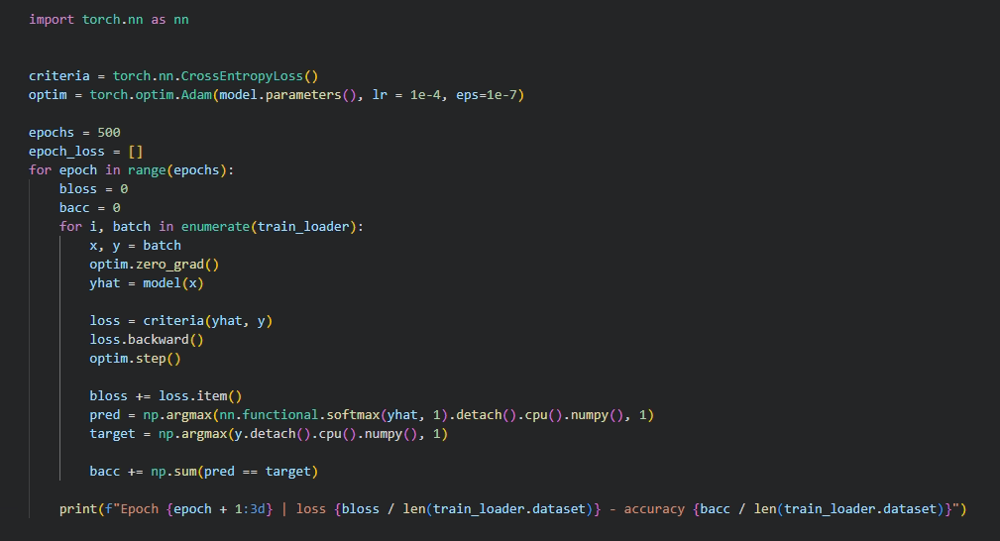 import torch.nn as nn
criteria = torch.nn.CrossEntropyLoss()
optim = torch.optim.Adam(model.parameters(), lr = 1e-4, eps=1e-7)
epochs = 500
epoch_loss = []
for epoch in range(epochs):
    bloss = 0
    bacc = 0
    for i, batch in enumerate(train_loader):
        x, y = batch
        optim.zero_grad()
        yhat = model(x)
        loss = criteria(yhat, y)
        loss.backward()
        optim.step()
        bloss += loss.item()
        pred = np.argmax(nn.functional.softmax(yhat, 1).detach().cpu().numpy(), 1)
        target = np.argmax(y.detach().cpu().numpy(), 1)
        bacc += np.sum(pred == target)
    print(f"Epoch {epoch + 1:3d} | loss {bloss / len(train_loader.dataset)} - accuracy {bacc / len(train_loader.dataset)}")